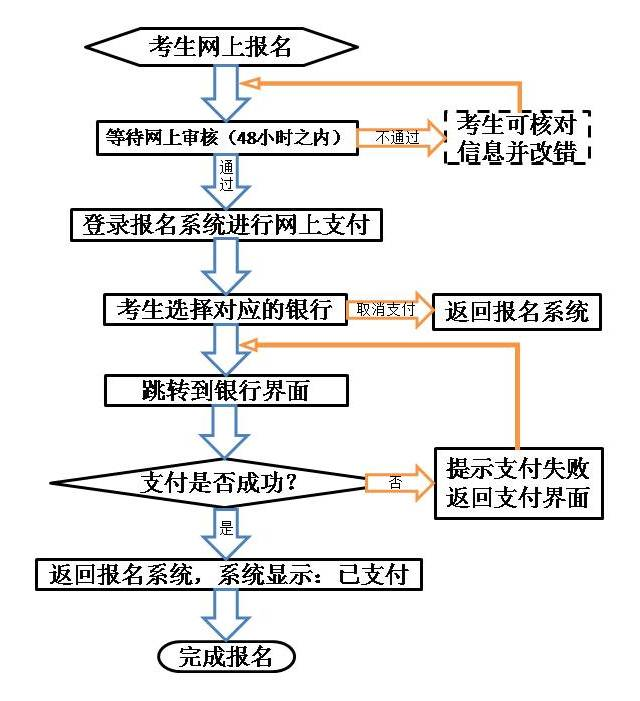 考生网上报名
等待网上审核（48小时之内）
不通过
考生可核对
信息并改错
通
过
登录报名系统进行网上支付
考生选择对应的银行
取消支付
返回报名系统
跳转到银行界面
支付是否成功？
否
提示支付失败
返回支付界面
是
返回报名系统，系统显示：已支付
完成报名